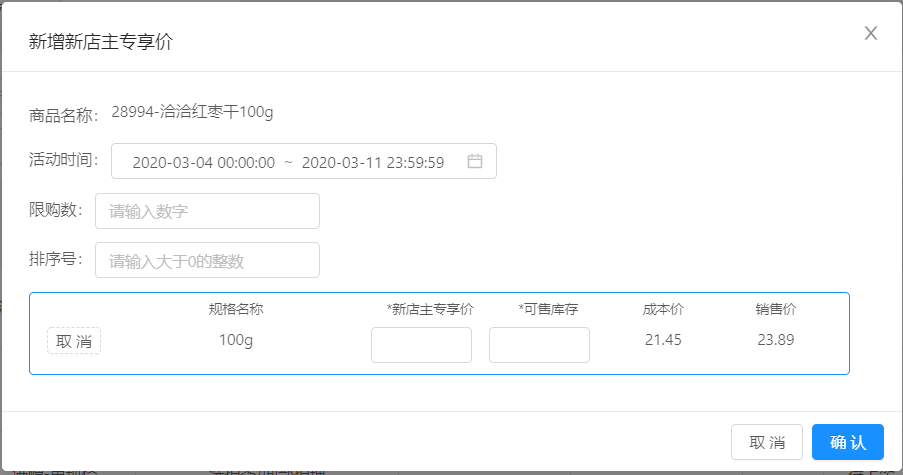 新增新店主专享价
X
商品名称： 28994-洽洽红枣干100g
活动时间： 2020-03-04 00:00:00 ~ 2020-03-11 23:59:59
限购数： 请输入数字
排序号： 请输入大于0的整数
规格名称 *新店主专享价 *可售库存 成本价 销售价
取 消 100g 21.45 23.89
取 消 确 认